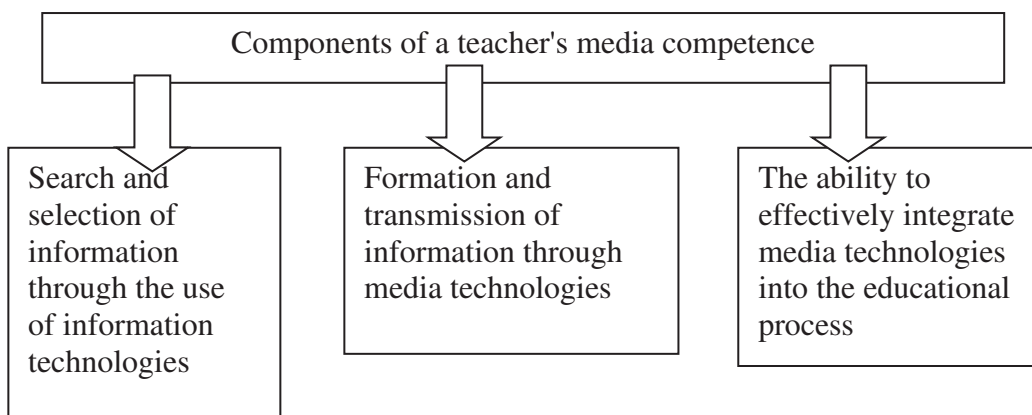 Components of a teacher's media competence
Search and
selection of
information
through the use
of information
technologies
Formation and
transmission of
information through
media technologies
The ability to
effectively integrate
media technologies
into the educational
process